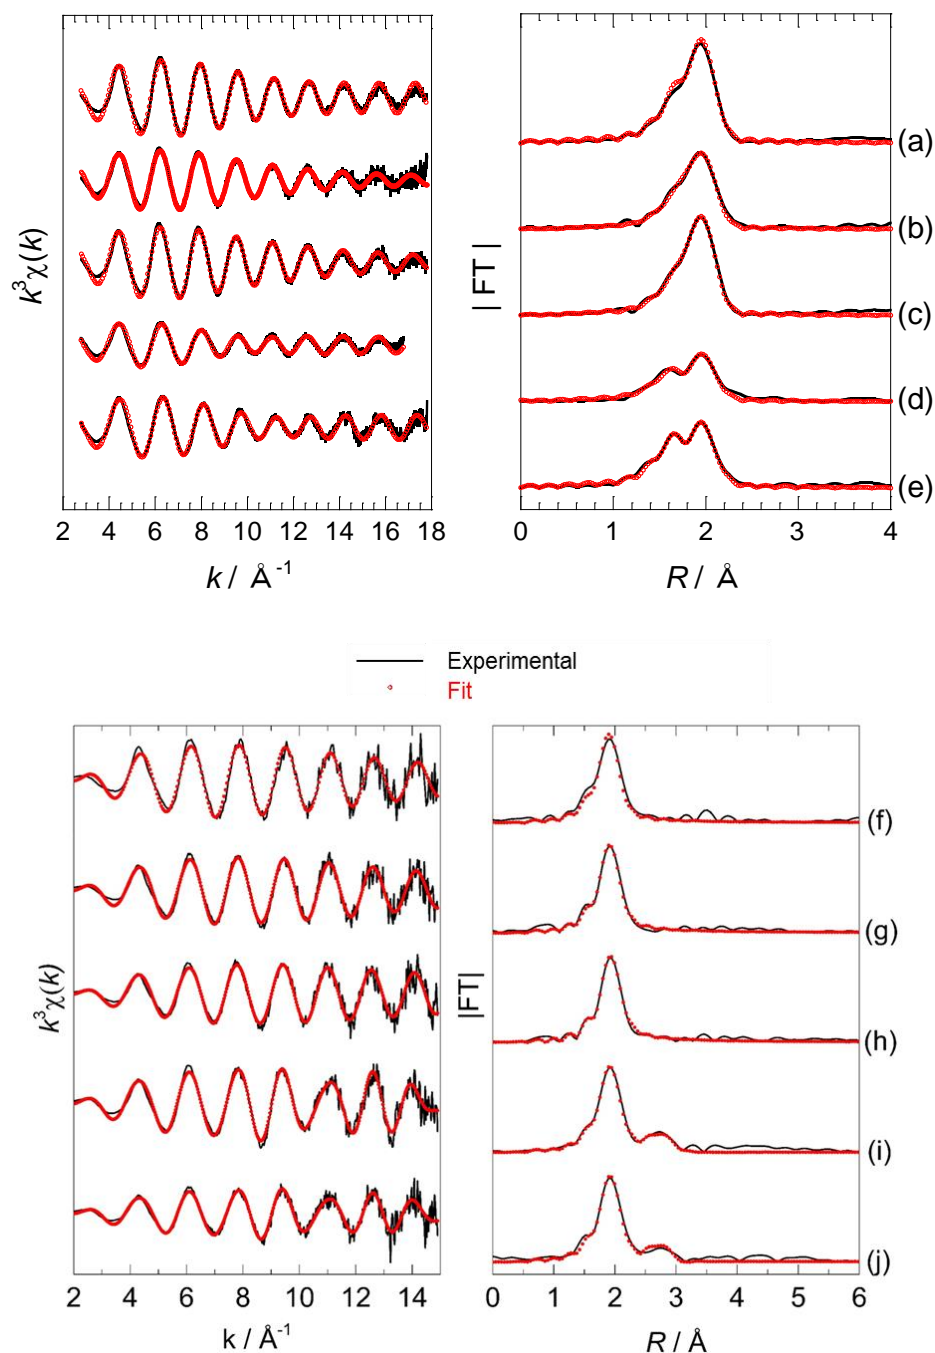 k³χ(k)
2 4 6 8 10 12 14 16 18
k / Å⁻¹
|FT|
(a)
(b)
(c)
(d)
(e)
0 1 2 3 4
R / Å
Experimental
Fit
k³χ(k)
2 4 6 8 10 12 14
k / Å⁻¹
|FT|
(f)
(g)
(h)
(i)
(j)
0 1 2 3 4 5 6
R / Å